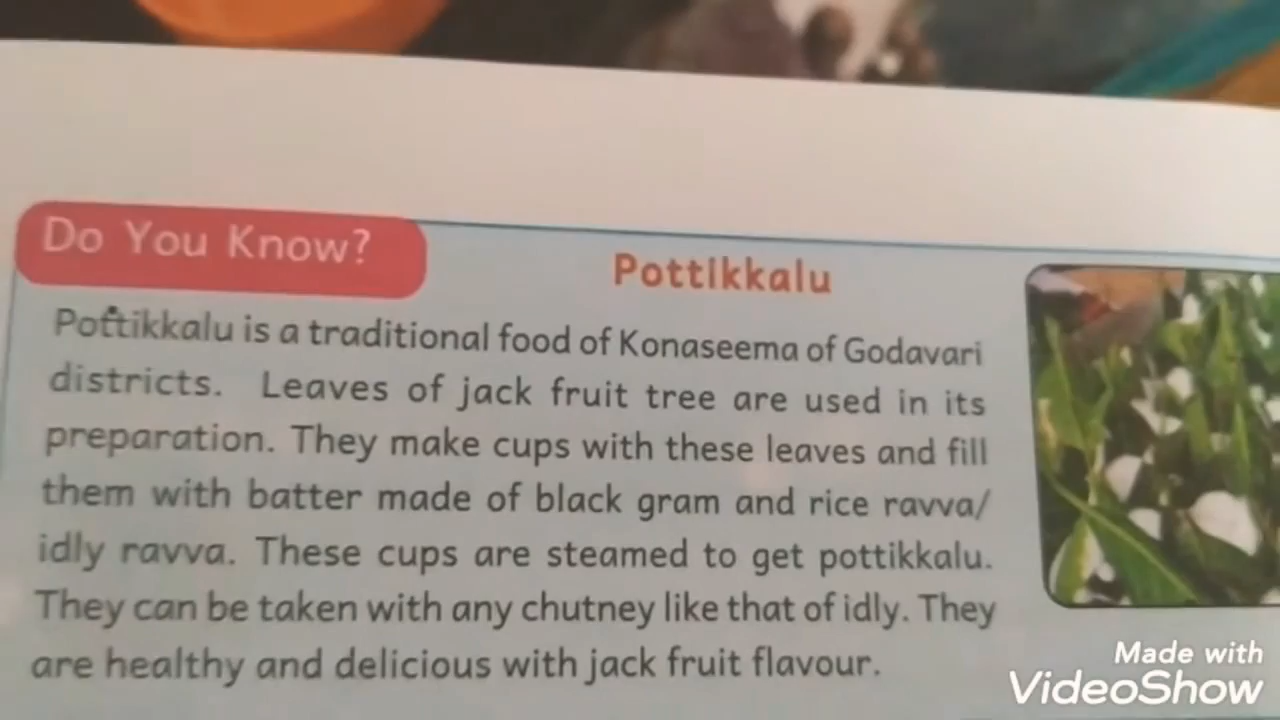 Do You Know?
Pottikkalu
Pottikkalu is a traditional food of Konaseema of Godavari
districts. Leaves of jack fruit tree are used in its
preparation. They make cups with these leaves and fill
them with batter made of black gram and rice ravva/
idly ravva. These cups are steamed to get pottikkalu.
They can be taken with any chutney like that of idly. They
are healthy and delicious with jack fruit flavour.
Made with
VideoShow